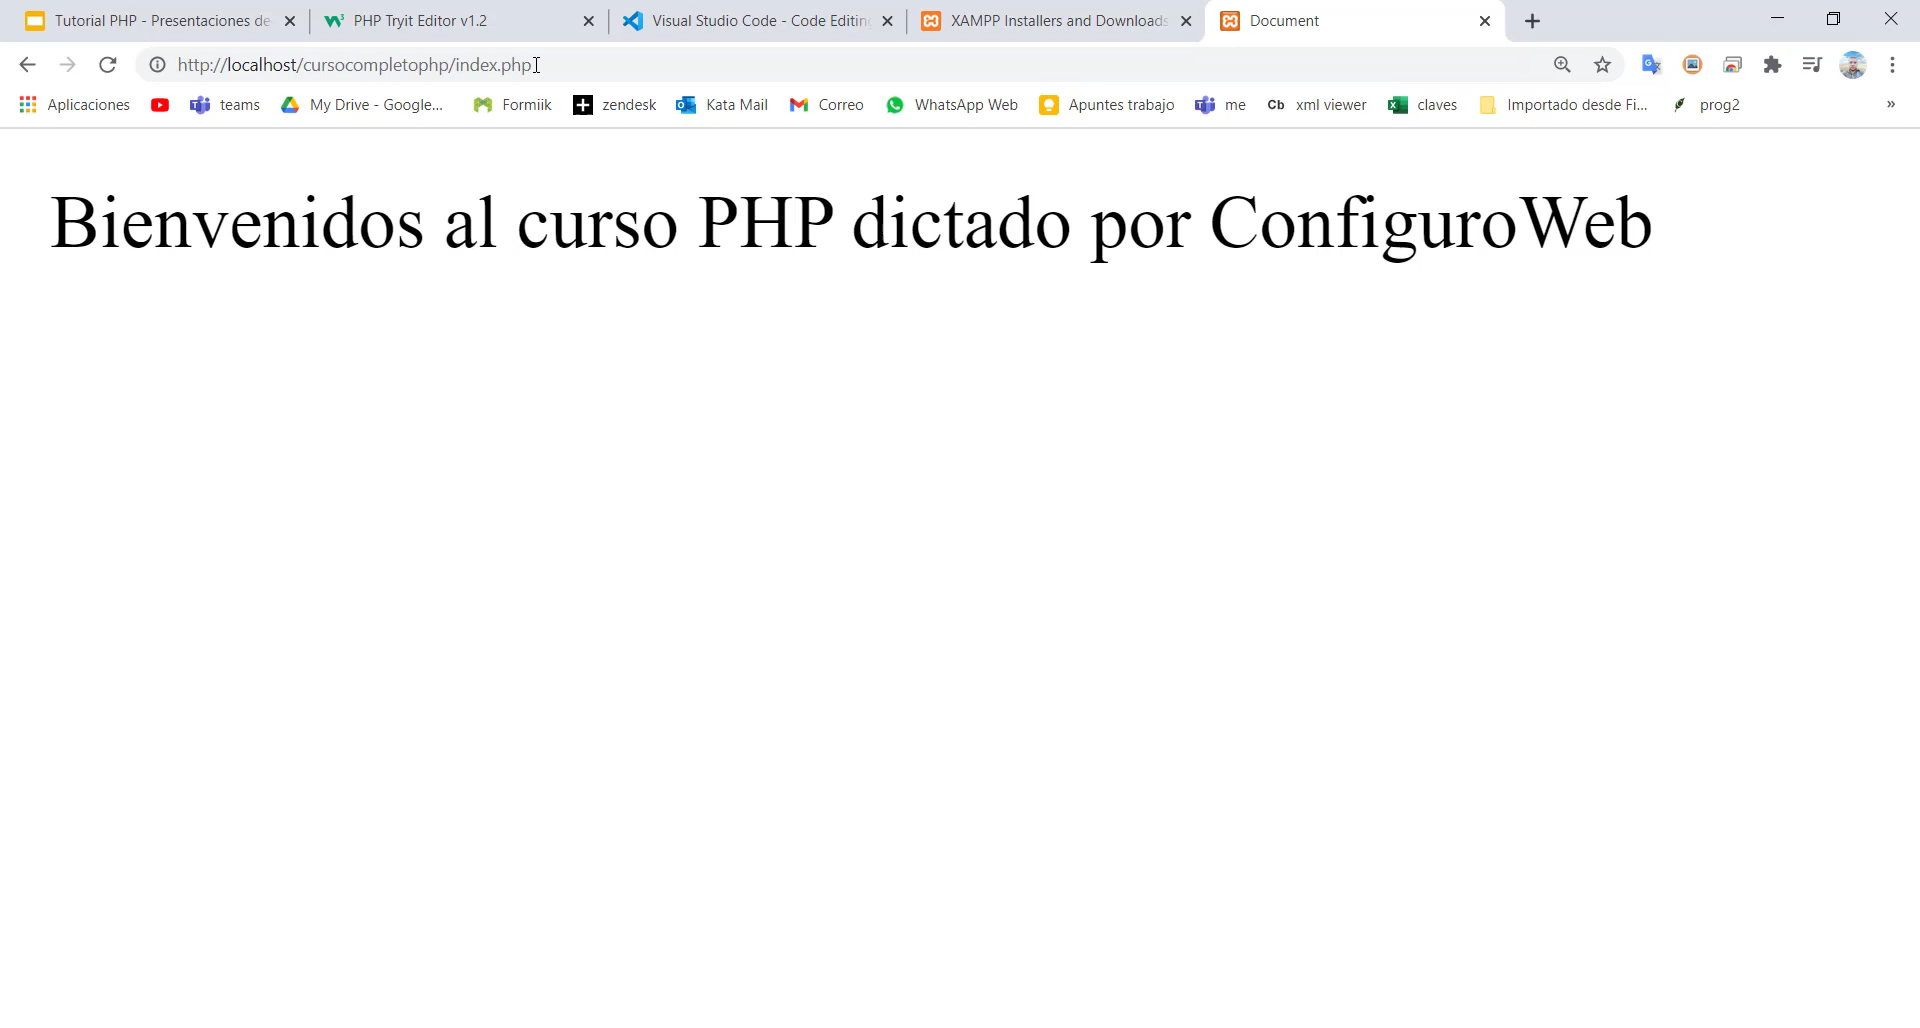 Tutorial PHP - Presentaciones de
PHP Tryit Editor v1.2
Visual Studio Code - Code Editing
XAMPP Installers and Downloads
Document
http://localhost/cursocompletophp/index.php
Aplicaciones
teams
My Drive - Google...
Formiik
zendesk
Kata Mail
Correo
WhatsApp Web
Apuntes trabajo
me
Cb xml viewer
claves
Importado desde Fi...
prog2
»
Bienvenidos al curso PHP dictado por ConfiguroWeb